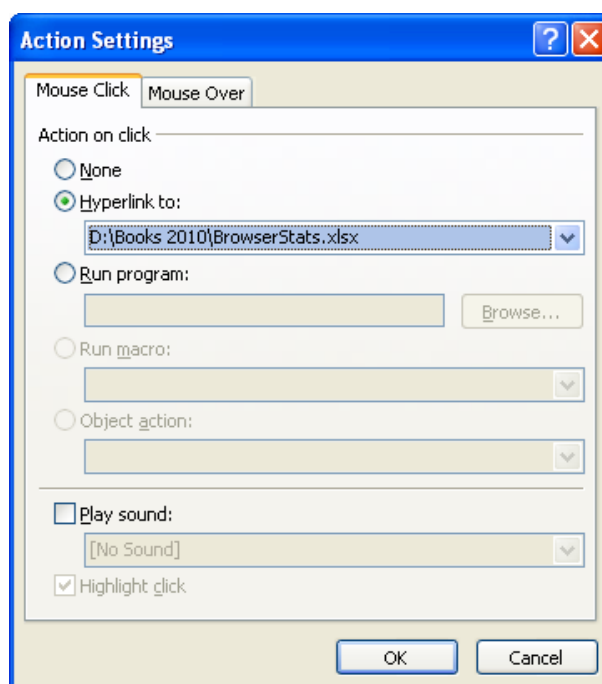 Action Settings
Mouse Click Mouse Over
Action on click
None
Hyperlink to:
D:\Books 2010\BrowserStats.xlsx
Run program:
Browse...
Run macro:
Object action:
Play sound:
[No Sound]
Highlight click
OK Cancel